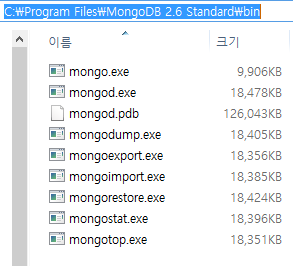 C:₩Program Files₩MongoDB 2.6 Standard₩bin
이름 크기
mongo.exe 9,906KB
mongod.exe 18,478KB
mongod.pdb 126,043KB
mongodump.exe 18,405KB
mongoexport.exe 18,356KB
mongoimport.exe 18,385KB
mongorestore.exe 18,424KB
mongostat.exe 18,396KB
mongotop.exe 18,351KB